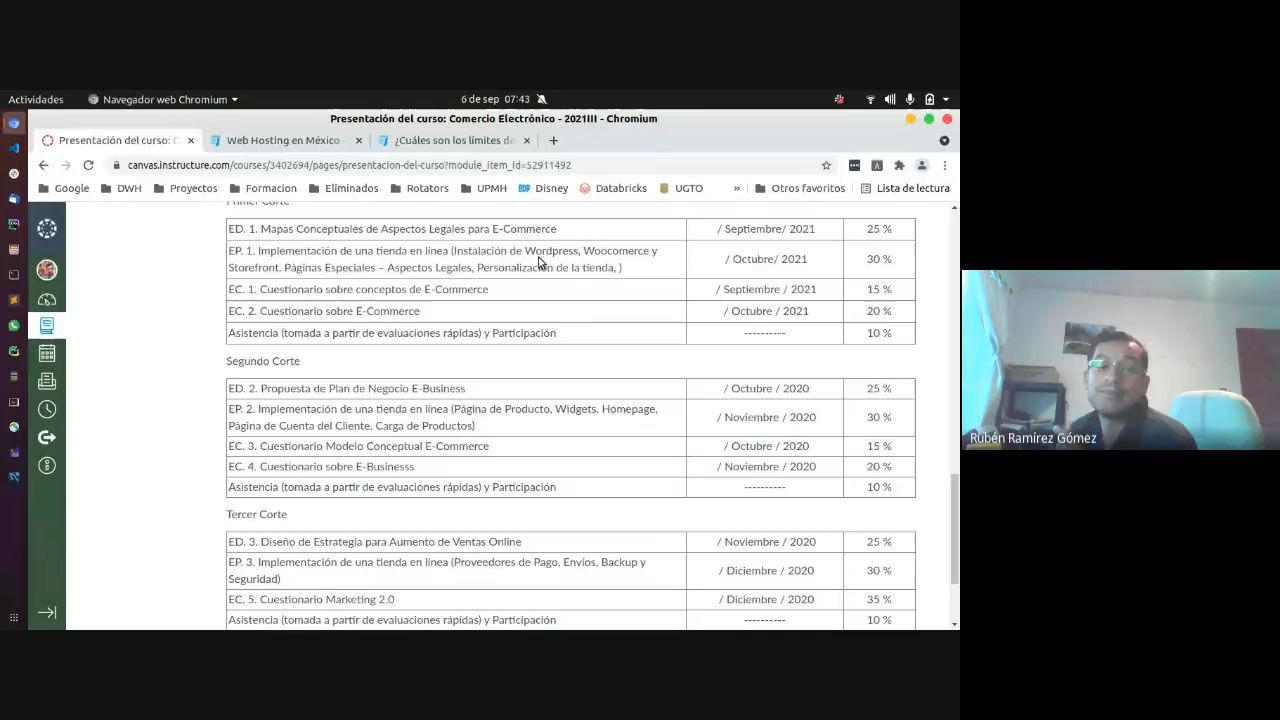 Actividades
Navegador web Chromium
6 de sep 07:43
Presentación del curso: Comercio Electrónico - 2021III - Chromium
Presentación del curso: C
Web Hosting en México
¿Cuáles son los límites de
canvas.instructure.com/courses/3402694/pages/presentacion-del-curso?module_item_id=52911492
Google DWH Proyectos Formacion Eliminados Rotators UPMH Disney Databricks UGTO » Otros favoritos Lista de lectura
Primer Corte
ED. 1. Mapas Conceptuales de Aspectos Legales para E-Commerce / Septiembre/ 2021 25 %
EP. 1. Implementación de una tienda en línea (Instalación de Wordpress, Woocomerce y
Storefront. Páginas Especiales – Aspectos Legales, Personalización de la tienda, ) / Octubre/ 2021 30 %
EC. 1. Cuestionario sobre conceptos de E-Commerce / Septiembre / 2021 15 %
EC. 2. Cuestionario sobre E-Commerce / Octubre / 2021 20 %
Asistencia (tomada a partir de evaluaciones rápidas) y Participación ---------- 10 %
Segundo Corte
ED. 2. Propuesta de Plan de Negocio E-Business / Octubre / 2020 25 %
EP. 2. Implementación de una tienda en línea (Página de Producto, Widgets, Homepage,
Página de Cuenta del Cliente, Carga de Productos) / Noviembre / 2020 30 %
EC. 3. Cuestionario Modelo Conceptual E-Commerce / Octubre / 2020 15 %
EC. 4. Cuestionario sobre E-Businesss / Noviembre / 2020 20 %
Asistencia (tomada a partir de evaluaciones rápidas) y Participación ---------- 10 %
Tercer Corte
ED. 3. Diseño de Estrategia para Aumento de Ventas Online / Noviembre / 2020 25 %
EP. 3. Implementación de una tienda en línea (Proveedores de Pago, Envíos, Backup y
Seguridad) / Diciembre / 2020 30 %
EC. 5. Cuestionario Marketing 2.0 / Diciembre / 2020 35 %
Asistencia (tomada a partir de evaluaciones rápidas) y Participación ---------- 10 %
Rubén Ramírez Gómez